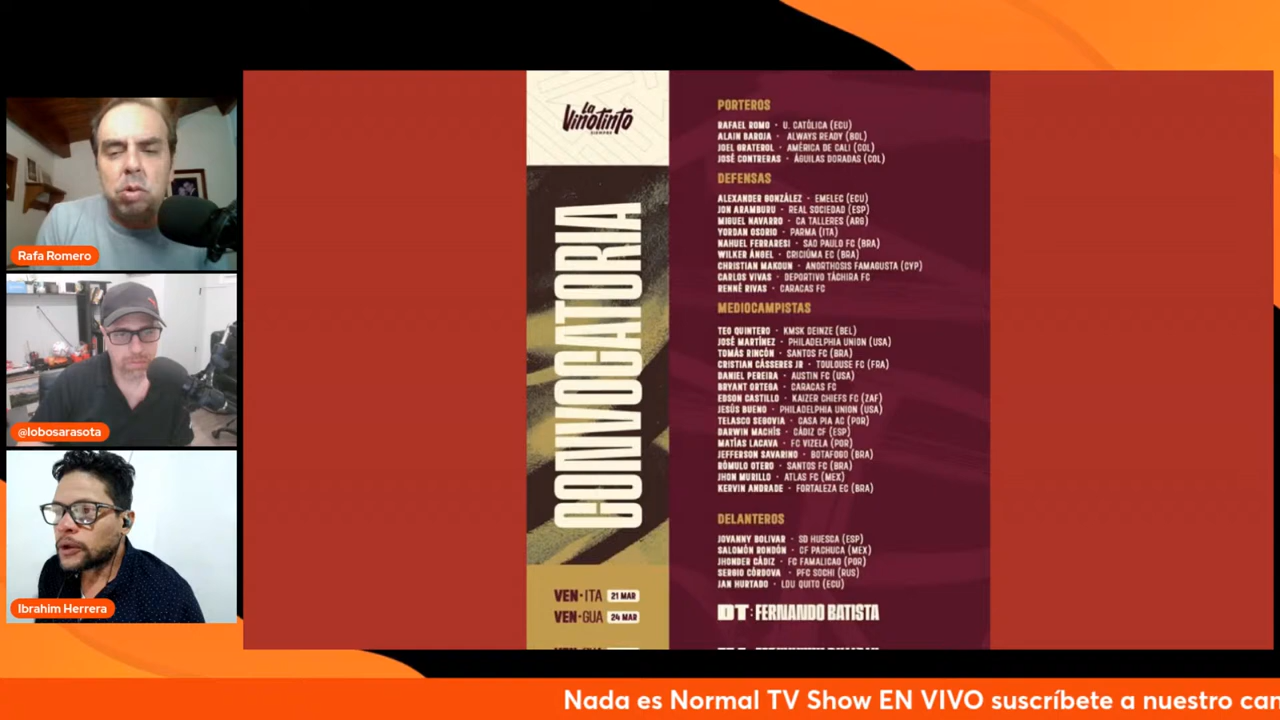 Rafa Romero
@lobosarasota
Ibrahim Herrera
La
Vinotinto
SIEMPRE
CONVOCATORIA
VEN·ITA 21 MAR
VEN·GUA 24 MAR
PORTEROS
RAFAEL ROMO · U. CATÓLICA (ECU)
ALAIN BAROJA · ALWAYS READY (BOL)
JOEL GRATEROL · AMÉRICA DE CALI (COL)
JOSÉ CONTRERAS · ÁGUILAS DORADAS (COL)
DEFENSAS
ALEXANDER GONZÁLEZ · EMELEC (ECU)
JON ARAMBURU · REAL SOCIEDAD (ESP)
MIGUEL NAVARRO · CA TALLERES (ARG)
YORDAN OSORIO · PARMA (ITA)
NAHUEL FERRARESI · SAO PAULO FC (BRA)
WILKER ÁNGEL · CRICIÚMA EC (BRA)
CHRISTIAN MAKOUN · ANORTHOSIS FAMAGUSTA (CYP)
CARLOS VIVAS · DEPORTIVO TÁCHIRA FC
RENNÉ RIVAS · CARACAS FC
MEDIOCAMPISTAS
TEO QUINTERO · KMSK DEINZE (BEL)
JOSÉ MARTÍNEZ · PHILADELPHIA UNION (USA)
TOMÁS RINCÓN · SANTOS FC (BRA)
CRISTIAN CÁSSERES JR · TOULOUSE FC (FRA)
DANIEL PEREIRA · AUSTIN FC (USA)
BRYANT ORTEGA · CARACAS FC
EDSON CASTILLO · KAIZER CHIEFS FC (ZAF)
JESÚS BUENO · PHILADELPHIA UNION (USA)
TELASCO SEGOVIA · CASA PIA AC (POR)
DARWIN MACHÍS · CÁDIZ CF (ESP)
MATÍAS LACAVA · FC VIZELA (POR)
JEFFERSON SAVARINO · BOTAFOGO (BRA)
RÓMULO OTERO · SANTOS FC (BRA)
JHON MURILLO · ATLAS FC (MEX)
KERVIN ANDRADE · FORTALEZA EC (BRA)
DELANTEROS
JOVANNY BOLIVAR · SD HUESCA (ESP)
SALOMÓN RONDÓN · CF PACHUCA (MEX)
JHONDER CÁDIZ · FC FAMALICAO (POR)
SERGIO CÓRDOVA · PFC SOCHI (RUS)
JAN HURTADO · LDU QUITO (ECU)
DT: FERNANDO BATISTA
Nada es Normal TV Show EN VIVO suscríbete a nuestro can